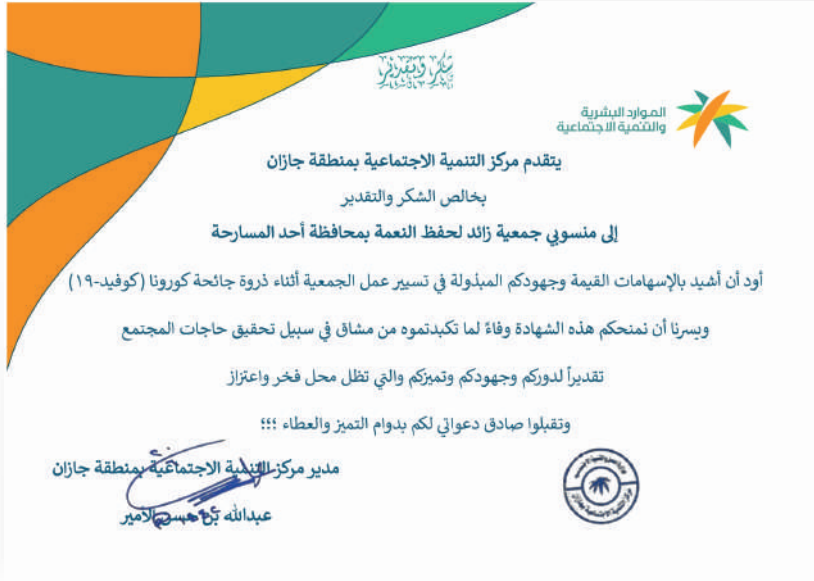 شكر وتقدير
الموارد البشرية
والتنمية الاجتماعية
يتقدم مركز التنمية الاجتماعية بمنطقة جازان
بخالص الشكر والتقدير
إلى منسوبي جمعية زائد لحفظ النعمة بمحافظة أحد المسارحة
أود أن أشيد بالإسهامات القيمة وجهودكم المبذولة في تسيير عمل الجمعية أثناء ذروة جائحة كورونا (كوفيد-١٩)
ويسرنا أن نمنحكم هذه الشهادة وفاءً لما تكبدتموه من مشاق في سبيل تحقيق حاجات المجتمع
تقديراً لدوركم وجهودكم وتميزكم والتي تظل محل فخر واعتزاز
وتقبلوا صادق دعواتي لكم بدوام التميز والعطاء ؛؛؛
مدير مركز التنمية الاجتماعية بمنطقة جازان
عبدالله بن حسن الأمير